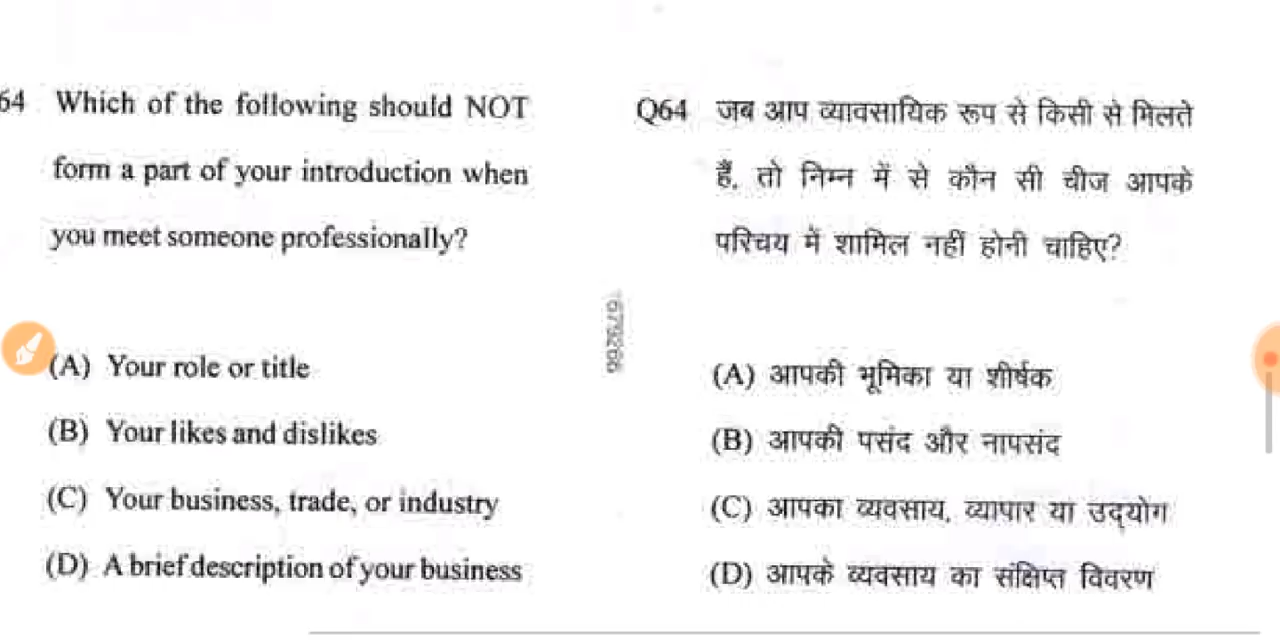 64 Which of the following should NOT
form a part of your introduction when
you meet someone professionally?
(A) Your role or title
(B) Your likes and dislikes
(C) Your business, trade, or industry
(D) A brief description of your business
Q64 जब आप व्यावसायिक रूप से किसी से मिलते
हैं, तो निम्न में से कौन सी चीज आपके
परिचय में शामिल नहीं होनी चाहिए?
(A) आपकी भूमिका या शीर्षक
(B) आपकी पसंद और नापसंद
(C) आपका व्यवसाय, व्यापार या उद्योग
(D) आपके व्यवसाय का संक्षिप्त विवरण